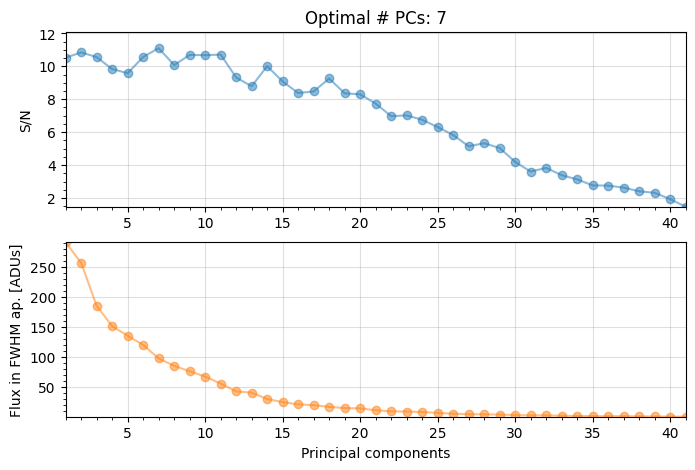 Optimal # PCs: 7
S/N
12
10
8
6
4
2
5 10 15 20 25 30 35 40
Flux in FWHM ap. [ADUs]
250
200
150
100
50
5 10 15 20 25 30 35 40
Principal components